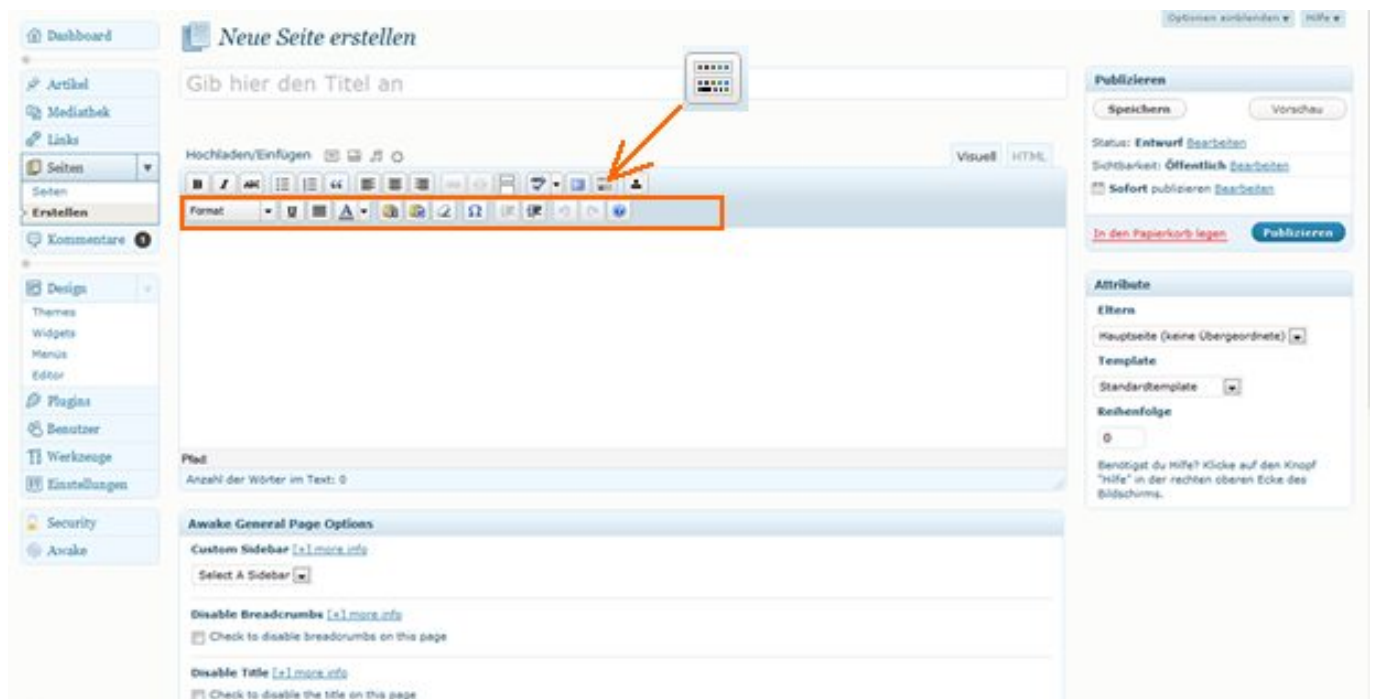 Optionen einblenden
Hilfe
Dashboard
Neue Seite erstellen
Artikel
Mediathek
Links
Seiten
Seiten
Erstellen
Kommentare 1
Design
Themes
Widgets
Menüs
Editor
Plugins
Benutzer
Werkzeuge
Einstellungen
Security
Awake
Gib hier den Titel an
Hochladen/Einfügen
Visuell
HTML
B I ABC
Format U A Ω
Pfad:
Anzahl der Wörter im Text: 0
Awake General Page Options
Custom Sidebar [+] more info
Select A Sidebar
Disable Breadcrumbs [+] more info
Check to disable breadcrumbs on this page
Disable Title [+] more info
Check to disable the title on this page
Publizieren
Speichern
Vorschau
Status: Entwurf Bearbeiten
Sichtbarkeit: Öffentlich Bearbeiten
Sofort publizieren Bearbeiten
In den Papierkorb legen
Publizieren
Attribute
Eltern
Hauptseite (keine Übergeordnete)
Template
Standardtemplate
Reihenfolge
0
Benötigst du Hilfe? Klicke auf den Knopf
"Hilfe" in der rechten oberen Ecke des
Bildschirms.